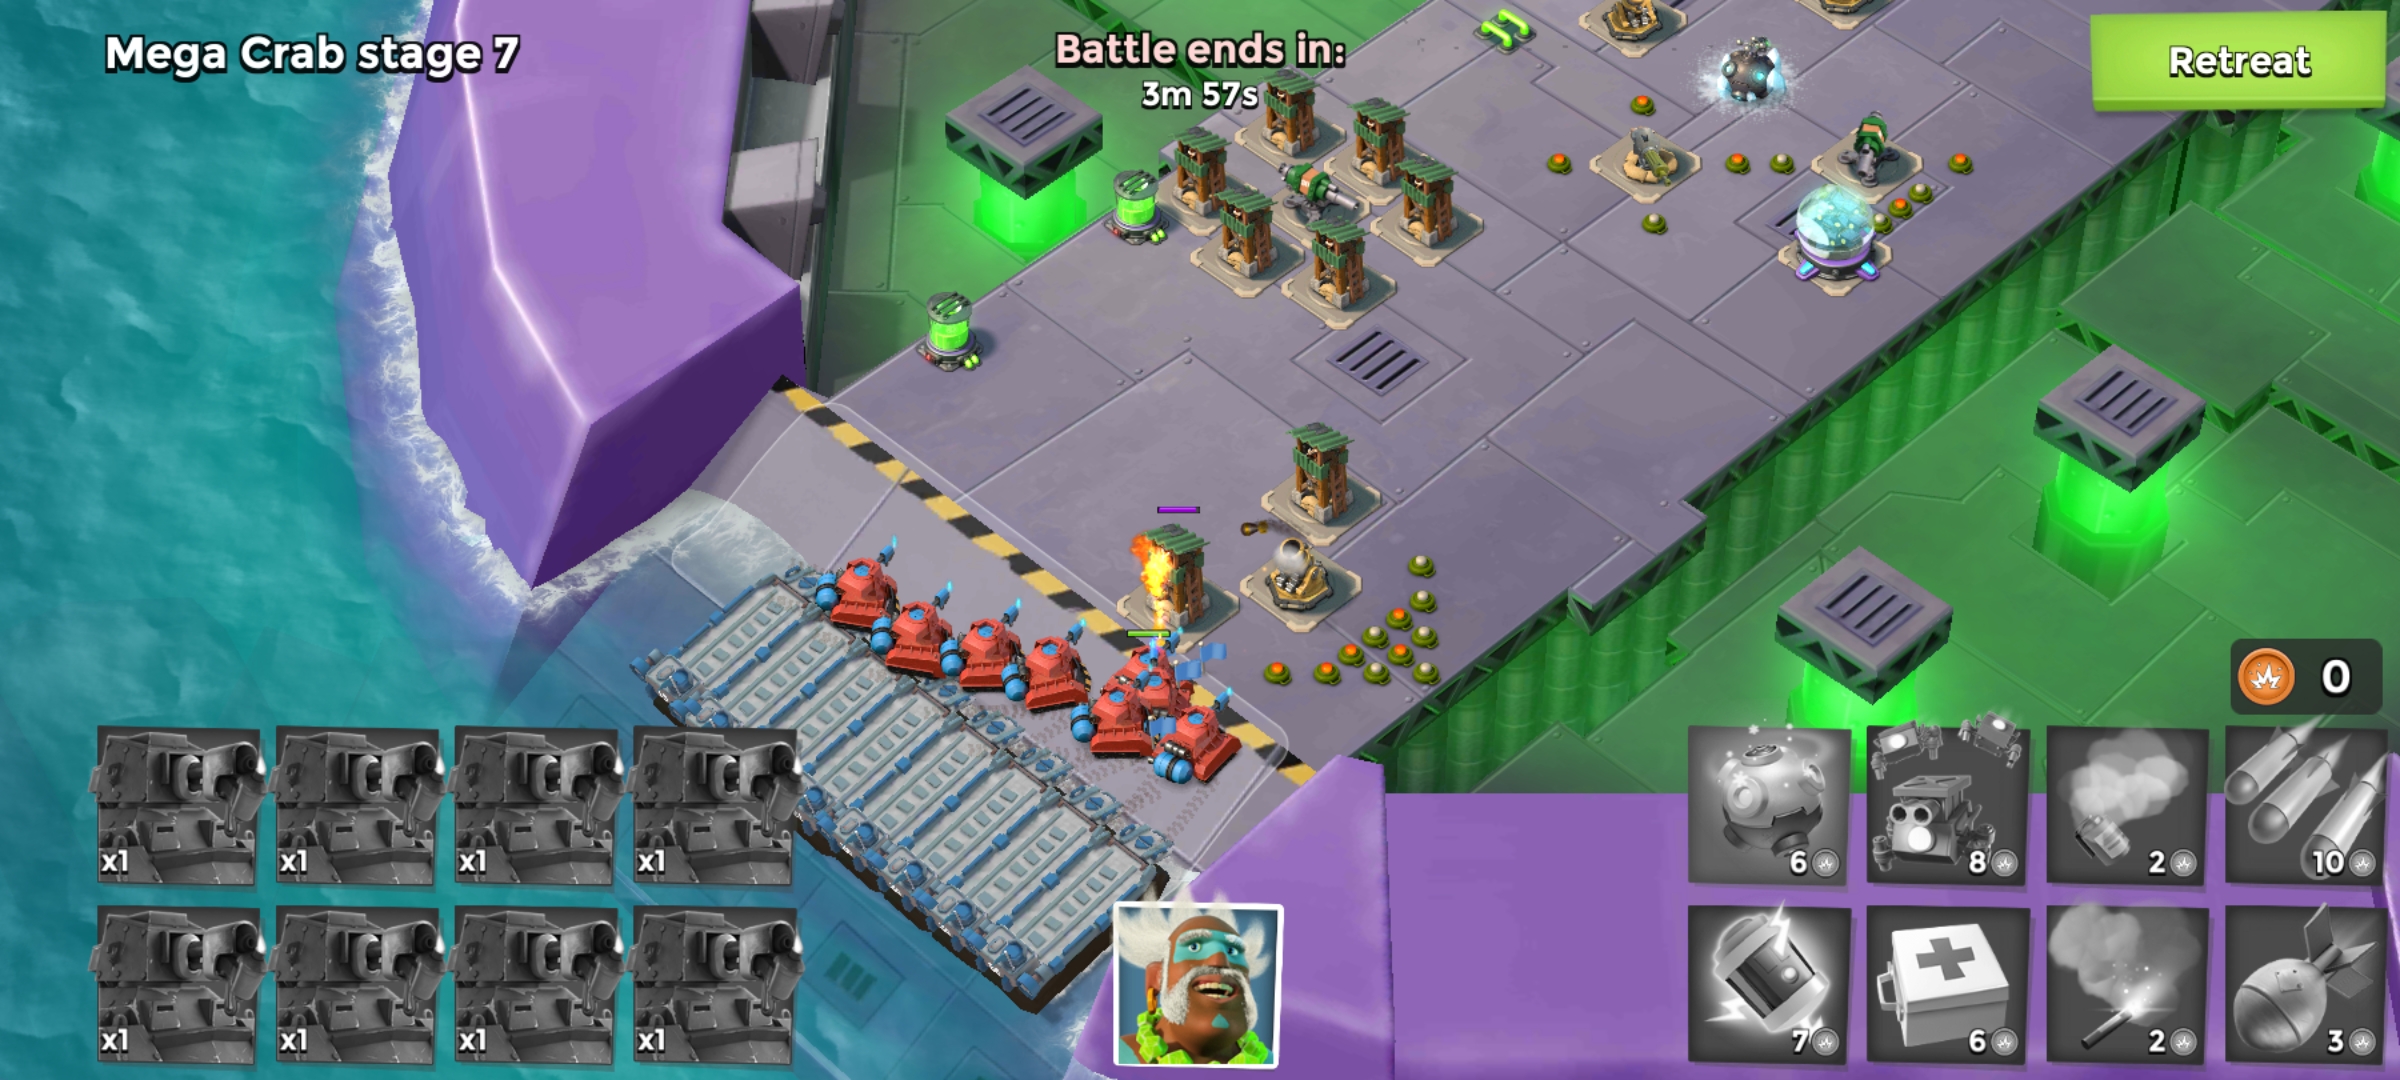 Mega Crab stage 7
Battle ends in:
3m 57s
Retreat
0
x1 x1 x1 x1
6 8 2 10
x1 x1 x1 x1
7 6 2 3